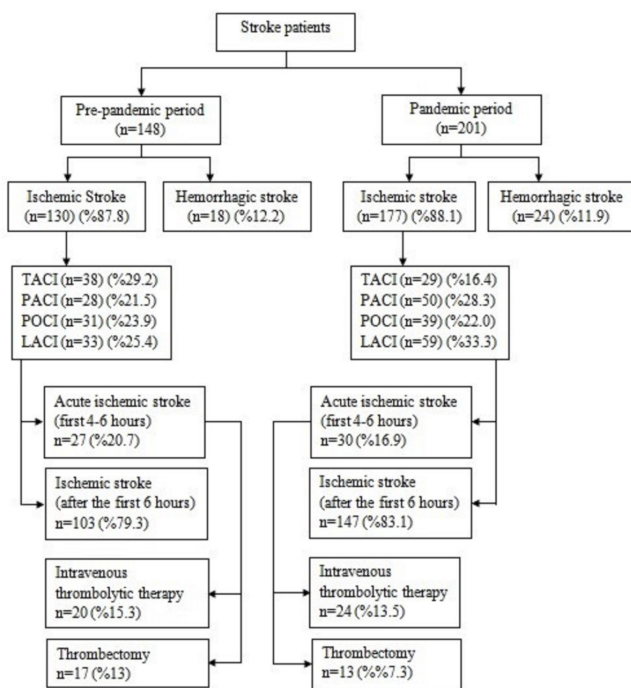 Stroke patients
Pre-pandemic period
(n=148)
Pandemic period
(n=201)
Ischemic Stroke
(n=130) (%87.8)
Hemorrhagic stroke
(n=18) (%12.2)
Ischemic stroke
(n=177) (%88.1)
Hemorrhagic stroke
(n=24) (%11.9)
TACI (n=38) (%29.2)
PACI (n=28) (%21.5)
POCI (n=31) (%23.9)
LACI (n=33) (%25.4)
TACI (n=29) (%16.4)
PACI (n=50) (%28.3)
POCI (n=39) (%22.0)
LACI (n=59) (%33.3)
Acute ischemic stroke
(first 4-6 hours)
n=27 (%20.7)
Acute ischemic stroke
(first 4-6 hours)
n=30 (%16.9)
Ischemic stroke
(after the first 6 hours)
n=103 (%79.3)
Ischemic stroke
(after the first 6 hours)
n=147 (%83.1)
Intravenous
thrombolytic therapy
n=20 (%15.3)
Intravenous
thrombolytic therapy
n=24 (%13.5)
Thrombectomy
n=17 (%13)
Thrombectomy
n=13 (%%7.3)